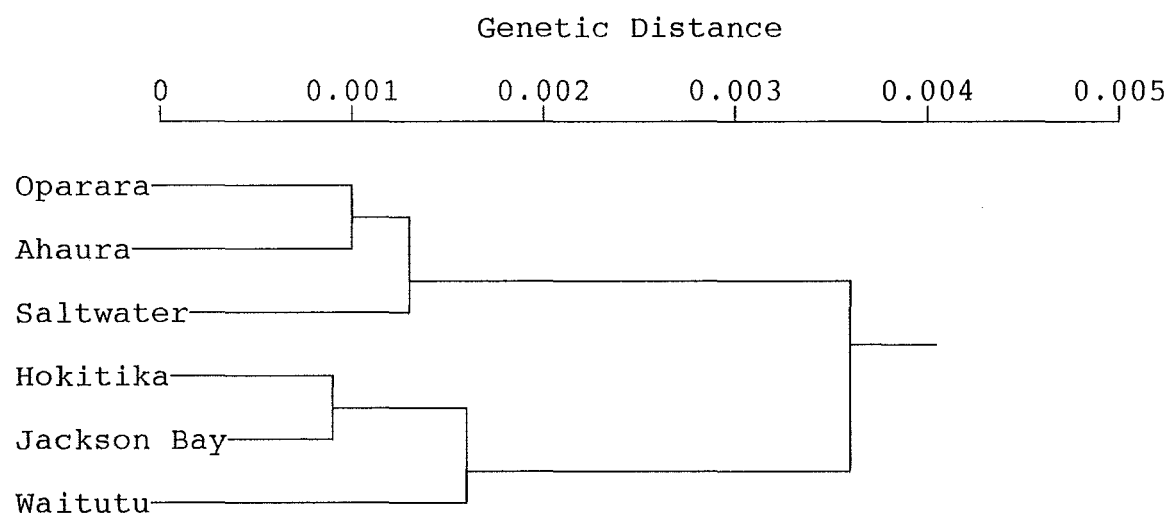 Genetic Distance
0 0.001 0.002 0.003 0.004 0.005
Oparara
Ahaura
Saltwater
Hokitika
Jackson Bay
Waitutu